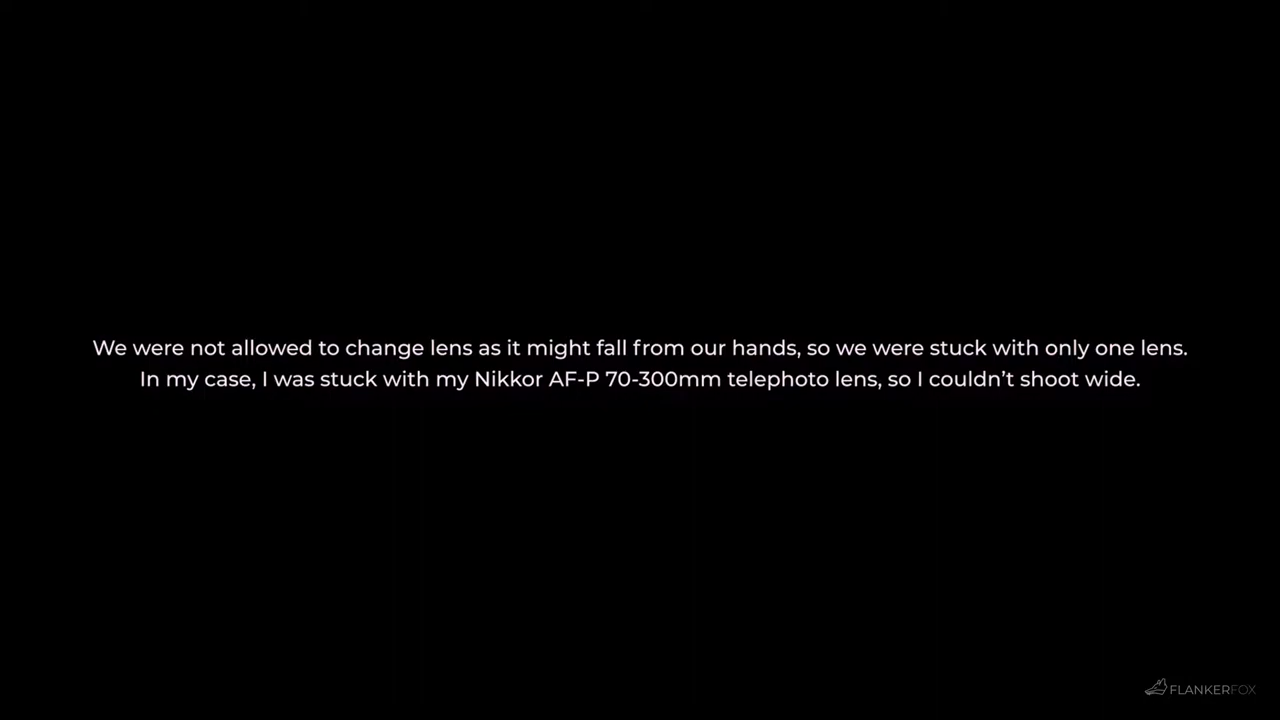 We were not allowed to change lens as it might fall from our hands, so we were stuck with only one lens.
In my case, I was stuck with my Nikkor AF-P 70-300mm telephoto lens, so I couldn’t shoot wide.
FLANKERFOX